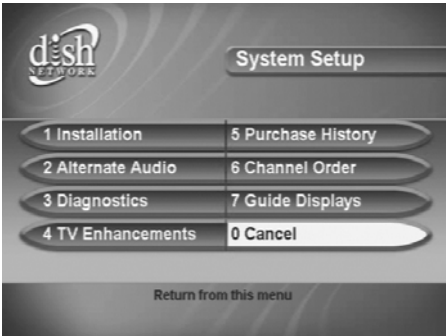 dish
NETWORK
System Setup
1 Installation
5 Purchase History
2 Alternate Audio
6 Channel Order
3 Diagnostics
7 Guide Displays
4 TV Enhancements
0 Cancel
Return from this menu